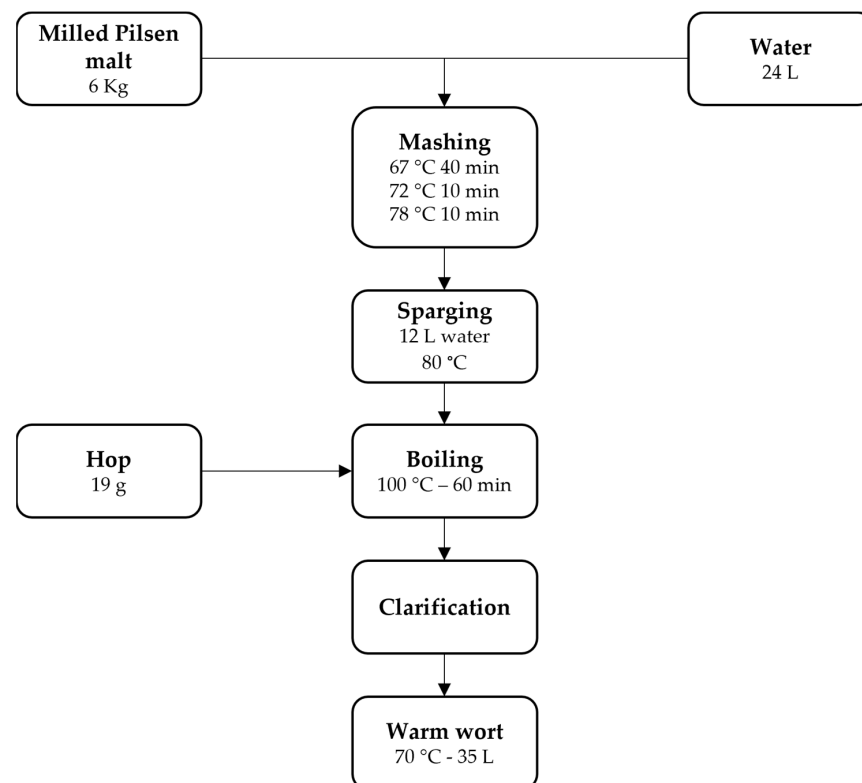 Milled Pilsen
malt
6 Kg
Water
24 L
Mashing
67 °C 40 min
72 °C 10 min
78 °C 10 min
Sparging
12 L water
80 °C
Hop
19 g
Boiling
100 °C – 60 min
Clarification
Warm wort
70 °C - 35 L